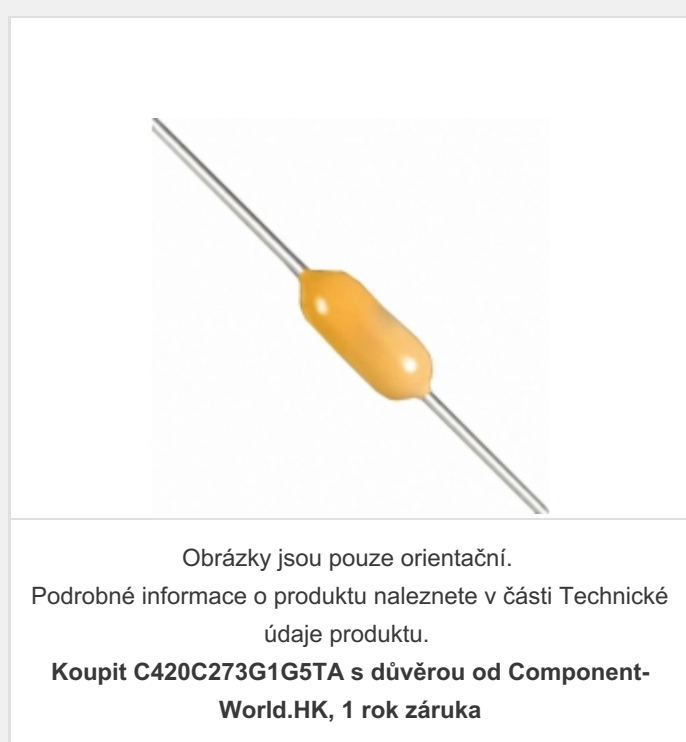 Obrázky jsou pouze orientační.
Podrobné informace o produktu naleznete v části Technické
údaje produktu.
Koupit C420C273G1G5TA s důvěrou od Component-
World.HK, 1 rok záruka